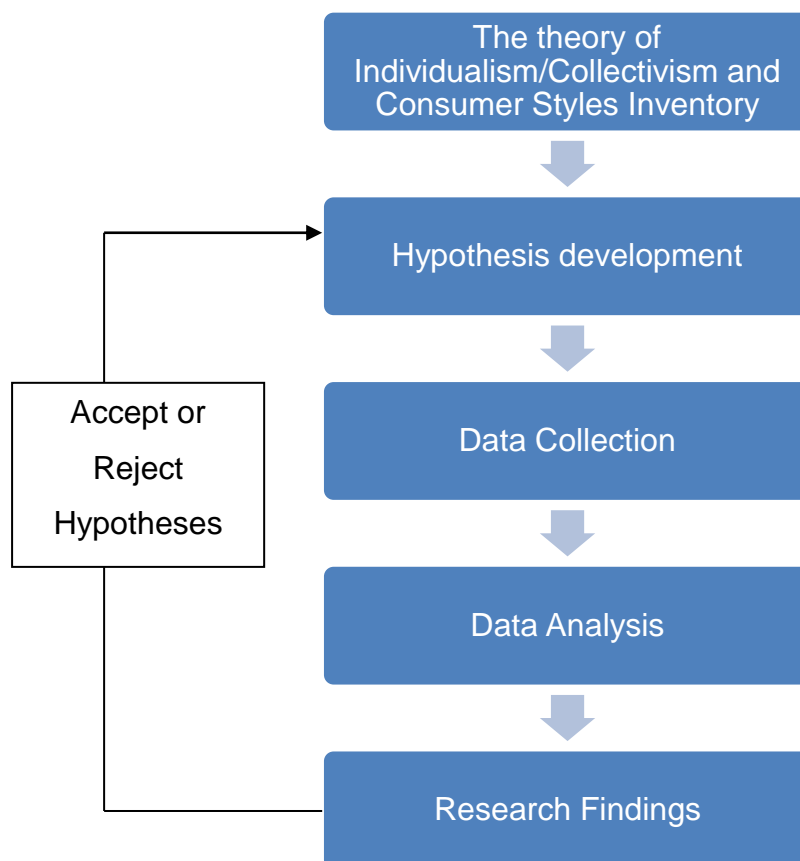 The theory of
Individualism/Collectivism and
Consumer Styles Inventory
Hypothesis development
Data Collection
Data Analysis
Research Findings
Accept or
Reject
Hypotheses